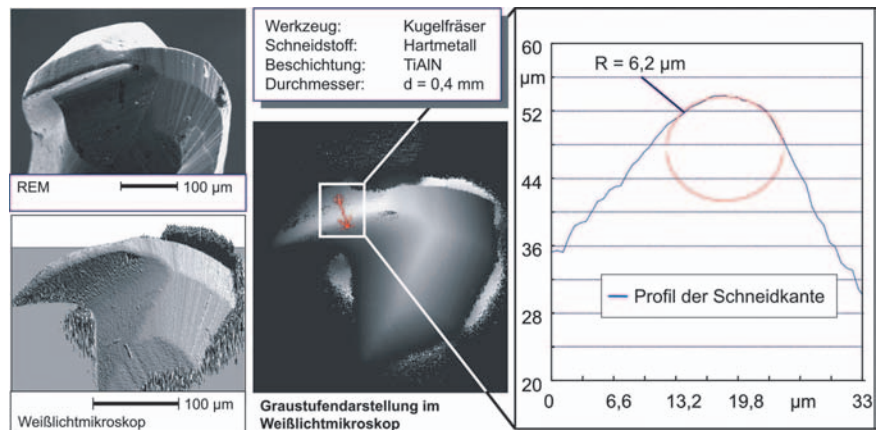 REM
100 µm
Weißlichtmikroskop
100 µm
Werkzeug: Kugelfräser
Schneidstoff: Hartmetall
Beschichtung: TiAlN
Durchmesser: d = 0,4 mm
Graustufendarstellung im
Weißlichtmikroskop
60
µm
52
44
36
28
20
R = 6,2 µm
Profil der Schneidkante
0 6,6 13,2 19,8 µm 33